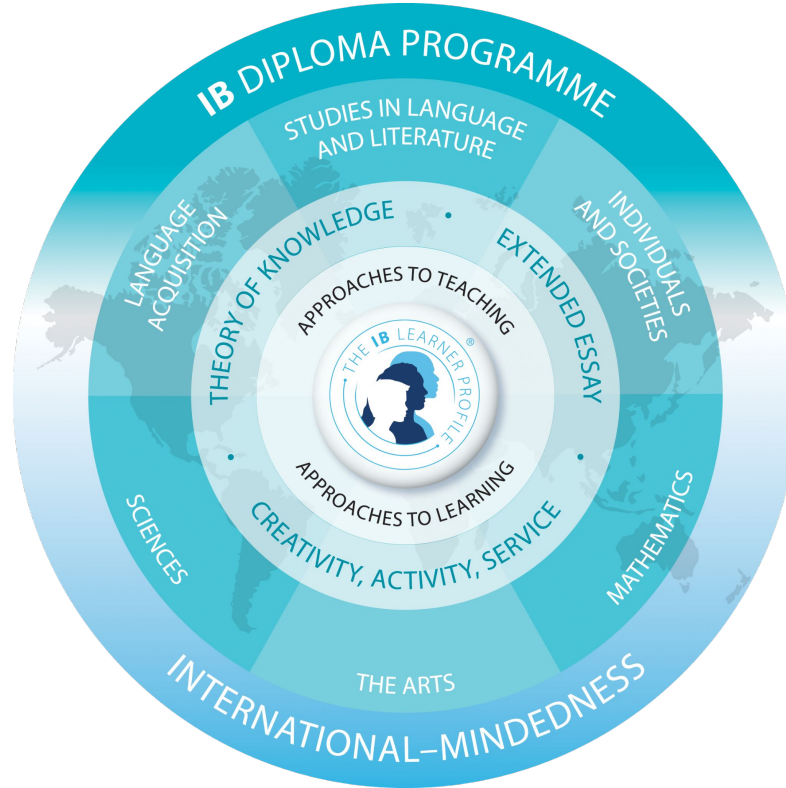 IB DIPLOMA PROGRAMME
STUDIES IN LANGUAGE
AND LITERATURE
LANGUAGE
ACQUISITION
INDIVIDUALS
AND SOCIETIES
THEORY OF KNOWLEDGE
•
EXTENDED ESSAY
APPROACHES TO TEACHING
• THE IB LEARNER PROFILE •
®
APPROACHES TO LEARNING
•
CREATIVITY, ACTIVITY, SERVICE
•
SCIENCES
MATHEMATICS
THE ARTS
INTERNATIONAL–MINDEDNESS